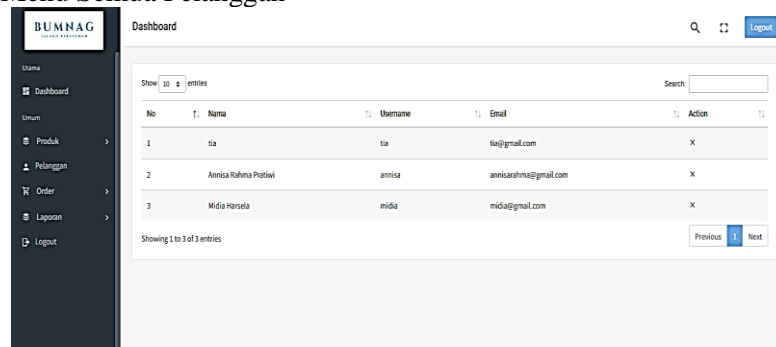 Menu Semua Pelanggan
BUMNAG
Dashboard
Logout
Utama
Dashboard
Umum
Produk
Pelanggan
Order
Laporan
Logout
Show 10 entries
Search:
No Nama Username Email Action
1 tia tia tia@gmail.com X
2 Annisa Rahma Pratiwi annisa annisarahma@gmail.com X
3 Midia Harsela midia midia@gmail.com X
Showing 1 to 3 of 3 entries
Previous 1 Next